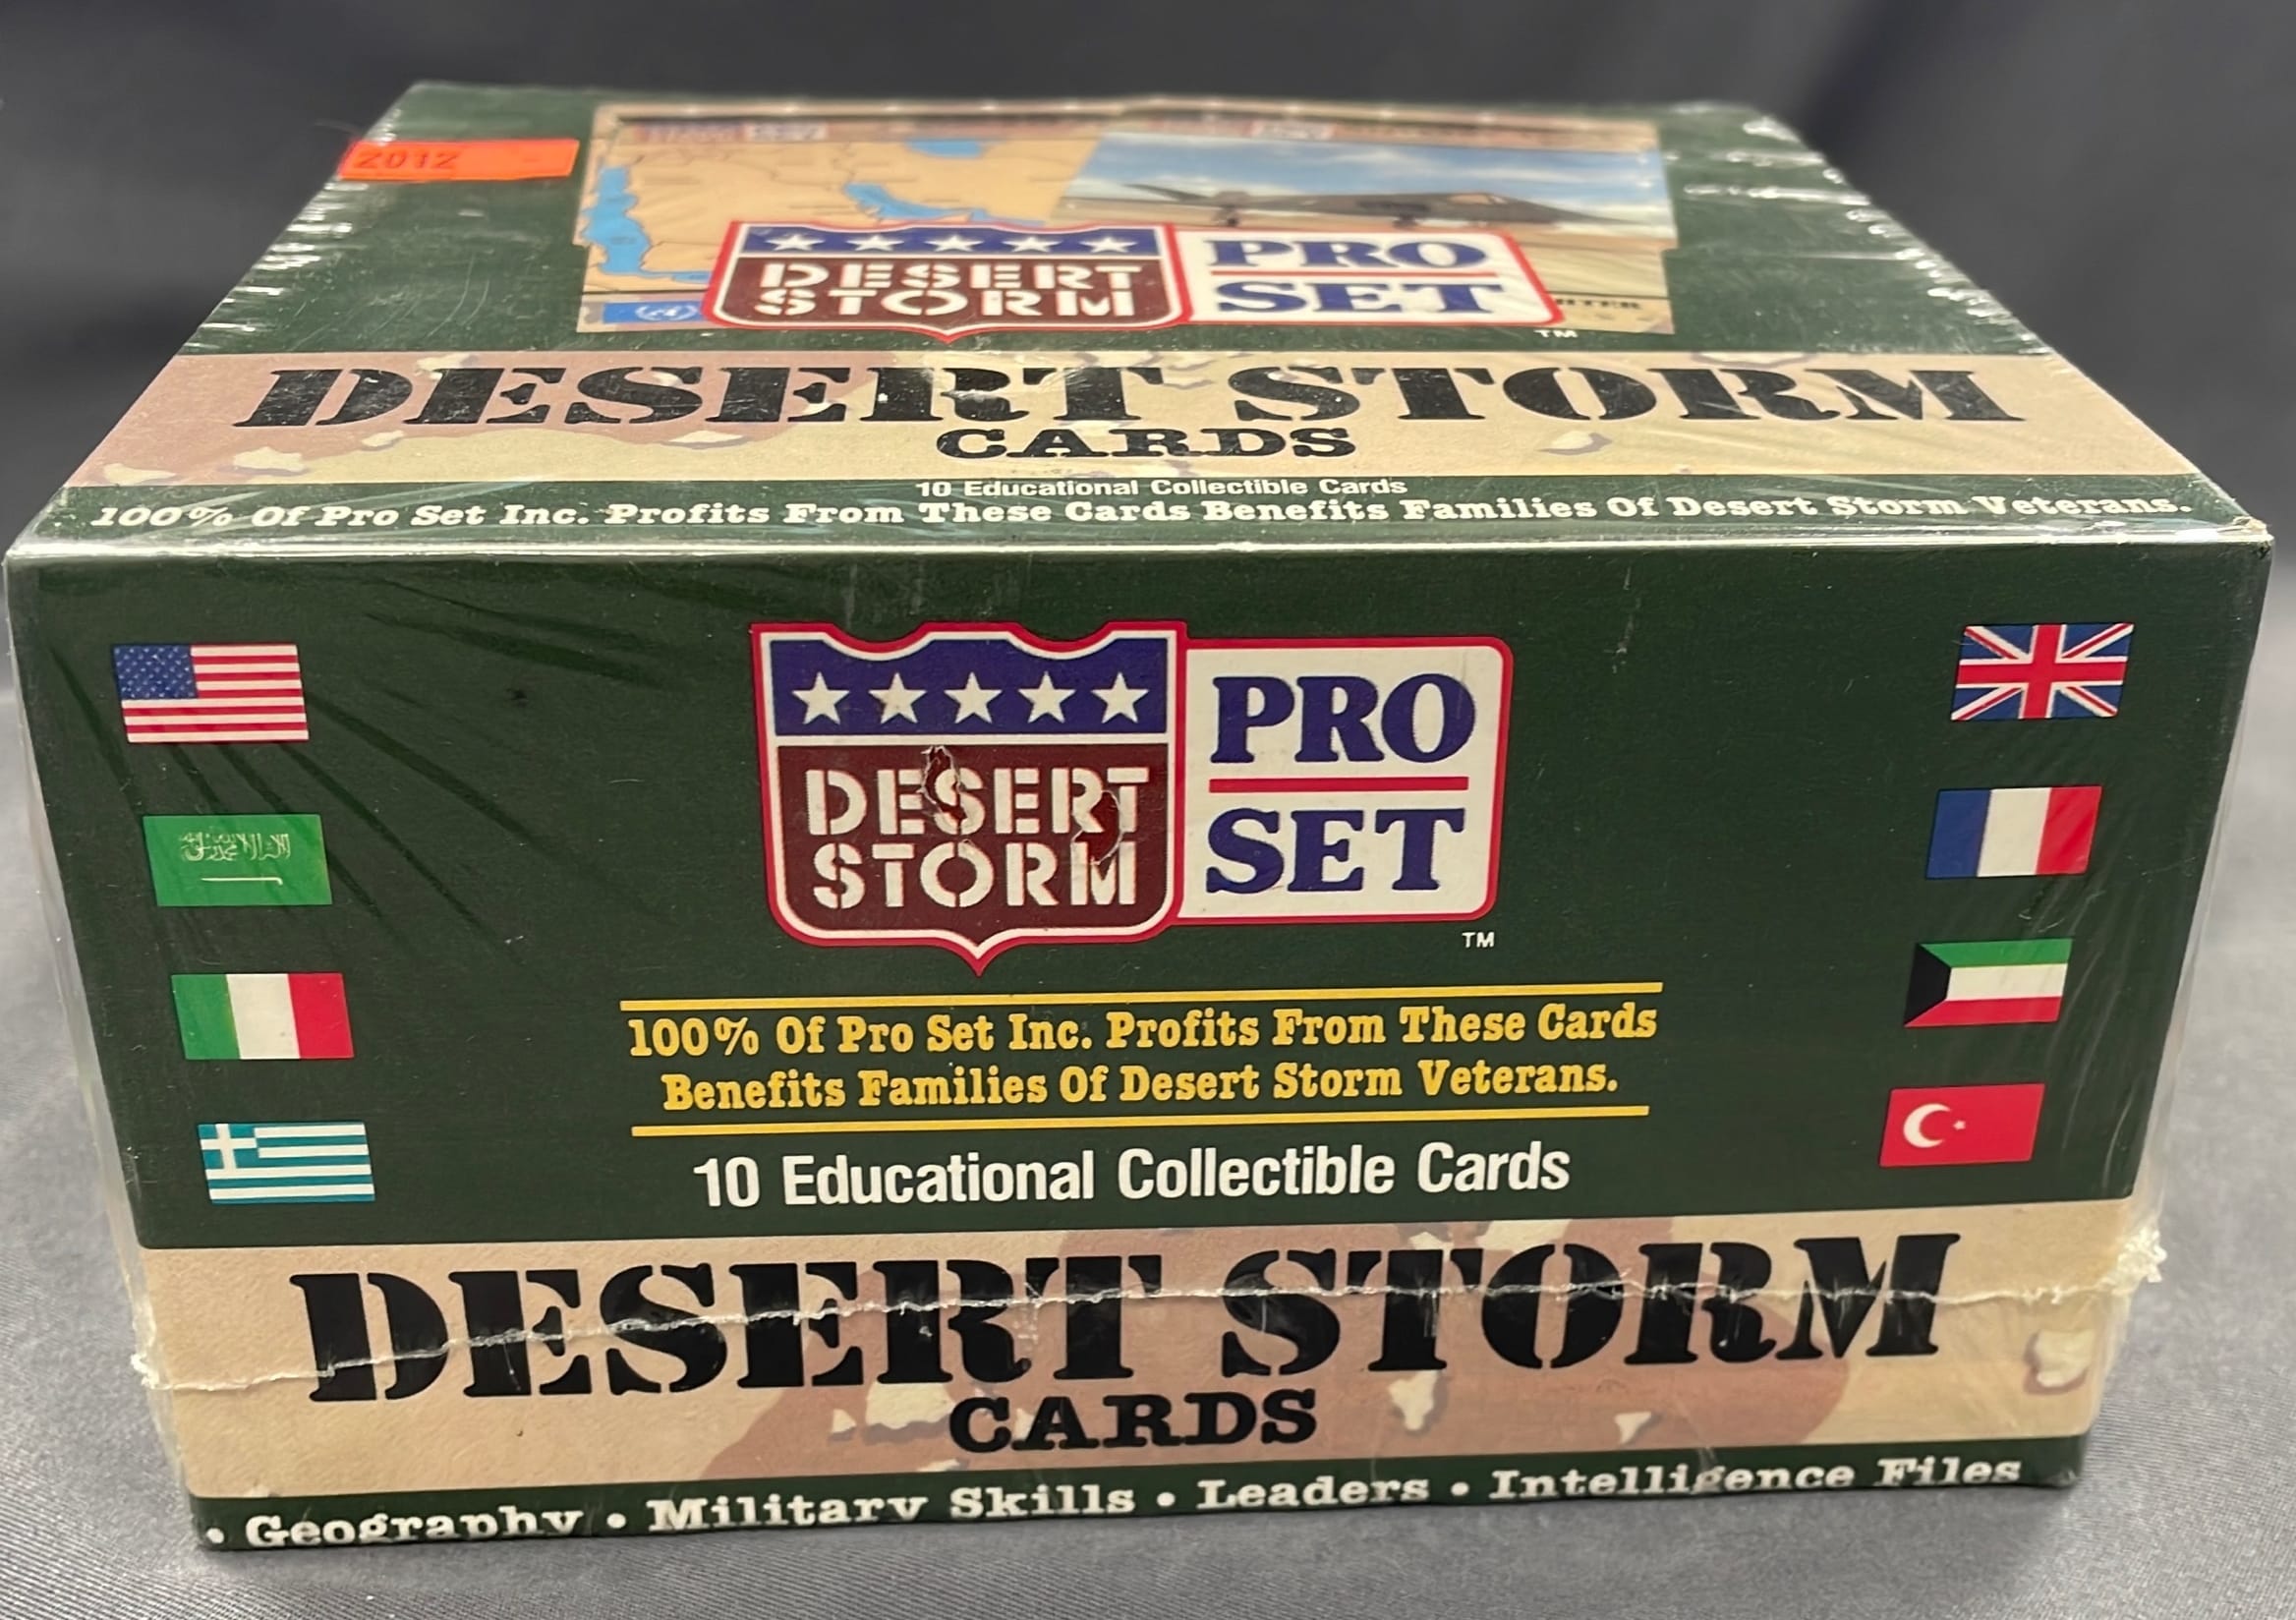 2012 -
DESERT
STORM
PRO
SET
TM
DESERT STORM
CARDS
10 Educational Collectible Cards
100% Of Pro Set Inc. Profits From These Cards Benefits Families Of Desert Storm Veterans.
DESERT
STORM
PRO
SET
TM
100% Of Pro Set Inc. Profits From These Cards
Benefits Families Of Desert Storm Veterans.
10 Educational Collectible Cards
DESERT STORM
CARDS
• Geography • Military Skills • Leaders • Intelligence Files